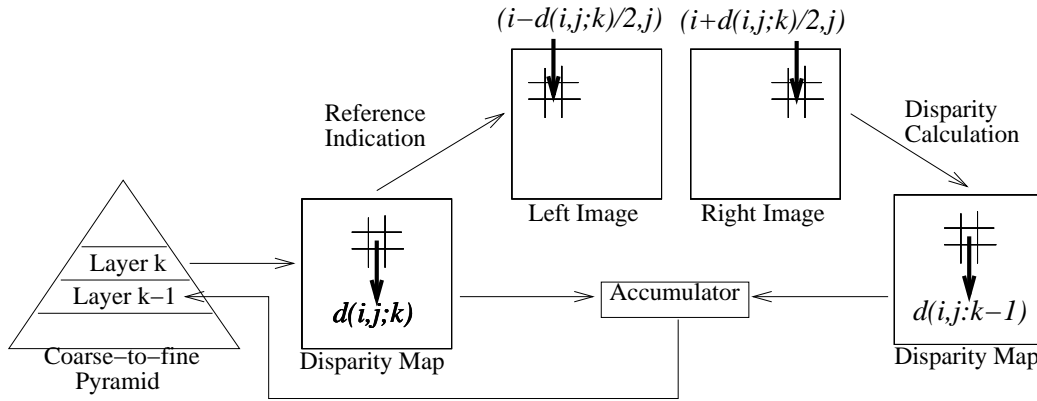 (i−d(i,j;k)/2,j)
(i+d(i,j;k)/2,j)
Reference
Indication
Disparity
Calculation
Left Image
Right Image
Layer k
Layer k−1
Accumulator
d(i,j;k)
d(i,j:k−1)
Coarse−to−fine
Pyramid
Disparity Map
Disparity Map